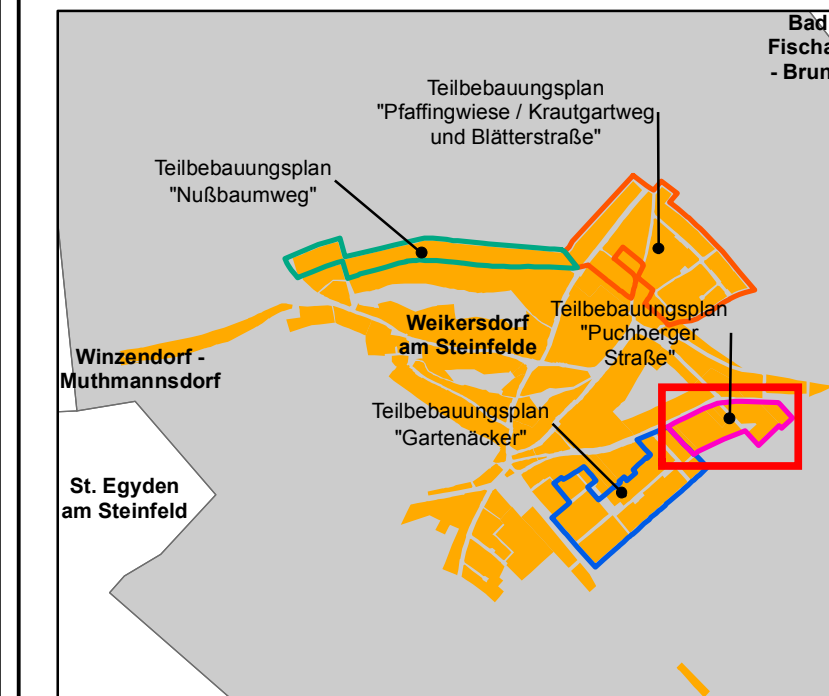 Bad
Fischa
- Brun
Teilbebauungsplan
"Pfaffingwiese / Krautgartweg
und Blätterstraße"
Teilbebauungsplan
"Nußbaumweg"
Weikersdorf
am Steinfelde
Teilbebauungsplan
"Puchberger
Straße"
Winzendorf -
Muthmannsdorf
Teilbebauungsplan
"Gartenäcker"
St. Egyden
am Steinfeld